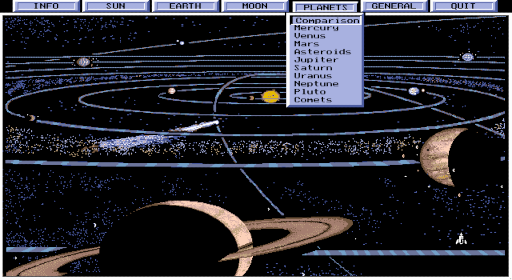 INFO SUN EARTH MOON PLANETS GENERAL QUIT
Comparison
Mercury
Venus
Mars
Asteroids
Jupiter
Saturn
Uranus
Neptune
Pluto
Comets